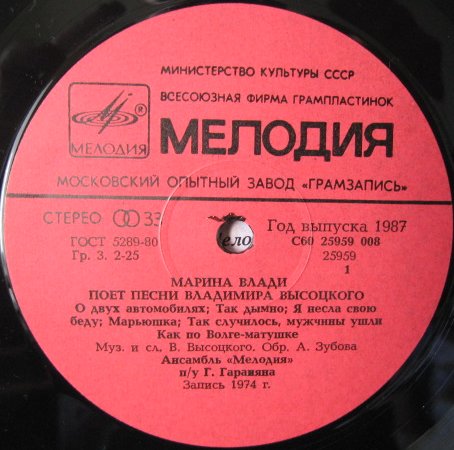 МИНИСТЕРСТВО КУЛЬТУРЫ СССР
ВСЕСОЮЗНАЯ ФИРМА ГРАМПЛАСТИНОК
МЕЛОДИЯ
МЕЛОДИЯ
МОСКОВСКИЙ ОПЫТНЫЙ ЗАВОД «ГРАМЗАПИСЬ»
СТЕРЕО 33
Год выпуска 1987
ГОСТ 5289-80
С60 25959 008
Гр. 3. 2-25
25959
1
МАРИНА ВЛАДИ
ПОЕТ ПЕСНИ ВЛАДИМИРА ВЫСОЦКОГО
О двух автомобилях; Так дымно; Я несла свою
беду; Марьюшка; Так случилось, мужчины ушли
Как по Волге-матушке
Муз. и сл. В. Высоцкого. Обр. А. Зубова
Ансамбль «Мелодия»
п/у Г. Гараняна
Запись 1974 г.